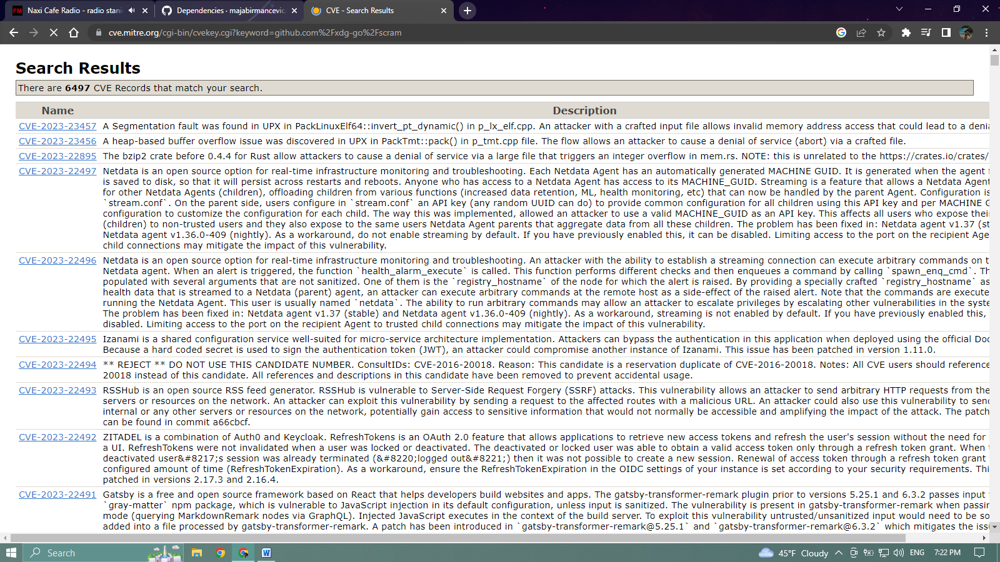 Naxi Cafe Radio - radio stani
Dependencies · majabirmancevic
CVE - Search Results
cve.mitre.org/cgi-bin/cvekey.cgi?keyword=github.com%2Fxdg-go%2Fscram
Search Results
There are 6497 CVE Records that match your search.
Name Description
CVE-2023-23457 A Segmentation fault was found in UPX in PackLinuxElf64::invert_pt_dynamic() in p_lx_elf.cpp. An attacker with a crafted input file allows invalid memory address access that could lead to a denia
CVE-2023-23456 A heap-based buffer overflow issue was discovered in UPX in PackTmt::pack() in p_tmt.cpp file. The flow allows an attacker to cause a denial of service (abort) via a crafted file.
CVE-2023-22895 The bzip2 crate before 0.4.4 for Rust allow attackers to cause a denial of service via a large file that triggers an integer overflow in mem.rs. NOTE: this is unrelated to the https://crates.io/crates/
CVE-2023-22497 Netdata is an open source option for real-time infrastructure monitoring and troubleshooting. Each Netdata Agent has an automatically generated MACHINE GUID. It is generated when the agent
is saved to disk, so that it will persist across restarts and reboots. Anyone who has access to a Netdata Agent has access to its MACHINE_GUID. Streaming is a feature that allows a Netdata Agent
for other Netdata Agents (children), offloading children from various functions (increased data retention, ML, health monitoring, etc) that can now be handled by the parent Agent. Configuration is
`stream.conf`. On the parent side, users configure in `stream.conf` an API key (any random UUID can do) to provide common configuration for all children using this API key and per MACHINE G
configuration to customize the configuration for each child. The way this was implemented, allowed an attacker to use a valid MACHINE_GUID as an API key. This affects all users who expose their
(children) to non-trusted users and they also expose to the same users Netdata Agent parents that aggregate data from all these children. The problem has been fixed in: Netdata agent v1.37 (st
Netdata agent v1.36.0-409 (nightly). As a workaround, do not enable streaming by default. If you have previously enabled this, it can be disabled. Limiting access to the port on the recipient Age
child connections may mitigate the impact of this vulnerability.
CVE-2023-22496 Netdata is an open source option for real-time infrastructure monitoring and troubleshooting. An attacker with the ability to establish a streaming connection can execute arbitrary commands on t
Netdata agent. When an alert is triggered, the function `health_alarm_execute` is called. This function performs different checks and then enqueues a command by calling `spawn_enq_cmd`. Th
populated with several arguments that are not sanitized. One of them is the `registry_hostname` of the node for which the alert is raised. By providing a specially crafted `registry_hostname` as
health data that is streamed to a Netdata (parent) agent, an attacker can execute arbitrary commands at the remote host as a side-effect of the raised alert. Note that the commands are execute
running the Netdata Agent. This user is usually named `netdata`. The ability to run arbitrary commands may allow an attacker to escalate privileges by escalating other vulnerabilities in the syste
The problem has been fixed in: Netdata agent v1.37 (stable) and Netdata agent v1.36.0-409 (nightly). As a workaround, streaming is not enabled by default. If you have previously enabled this,
disabled. Limiting access to the port on the recipient Agent to trusted child connections may mitigate the impact of this vulnerability.
CVE-2023-22495 Izanami is a shared configuration service well-suited for micro-service architecture implementation. Attackers can bypass the authentication in this application when deployed using the official Doc
Because a hard coded secret is used to sign the authentication token (JWT), an attacker could compromise another instance of Izanami. This issue has been patched in version 1.11.0.
CVE-2023-22494 ** REJECT ** DO NOT USE THIS CANDIDATE NUMBER. ConsultIDs: CVE-2016-20018. Reason: This candidate is a reservation duplicate of CVE-2016-20018. Notes: All CVE users should reference
20018 instead of this candidate. All references and descriptions in this candidate have been removed to prevent accidental usage.
CVE-2023-22493 RSSHub is an open source RSS feed generator. RSSHub is vulnerable to Server-Side Request Forgery (SSRF) attacks. This vulnerability allows an attacker to send arbitrary HTTP requests from the
servers or resources on the network. An attacker can exploit this vulnerability by sending a request to the affected routes with a malicious URL. An attacker could also use this vulnerability to send
internal or any other servers or resources on the network, potentially gain access to sensitive information that would not normally be accessible and amplifying the impact of the attack. The patch
can be found in commit a66cbcf.
CVE-2023-22492 ZITADEL is a combination of Auth0 and Keycloak. RefreshTokens is an OAuth 2.0 feature that allows applications to retrieve new access tokens and refresh the user's session without the need for
a UI. RefreshTokens were not invalidated when a user was locked or deactivated. The deactivated or locked user was able to obtain a valid access token only through a refresh token grant. When
deactivated user&#8217;s session was already terminated (&#8220;logged out&#8221;) then it was not possible to create a new session. Renewal of access token through a refresh token grant
configured amount of time (RefreshTokenExpiration). As a workaround, ensure the RefreshTokenExpiration in the OIDC settings of your instance is set according to your security requirements. Thi
patched in versions 2.17.3 and 2.16.4.
CVE-2023-22491 Gatsby is a free and open source framework based on React that helps developers build websites and apps. The gatsby-transformer-remark plugin prior to versions 5.25.1 and 6.3.2 passes input
`gray-matter` npm package, which is vulnerable to JavaScript injection in its default configuration, unless input is sanitized. The vulnerability is present in gatsby-transformer-remark when passin
mode (querying MarkdownRemark nodes via GraphQL). Injected JavaScript executes in the context of the build server. To exploit this vulnerability untrusted/unsanitized input would need to be so
added into a file processed by gatsby-transformer-remark. A patch has been introduced in `gatsby-transformer-remark@5.25.1` and `gatsby-transformer-remark@6.3.2` which mitigates the issu
Search
45°F Cloudy
ENG
7:22 PM